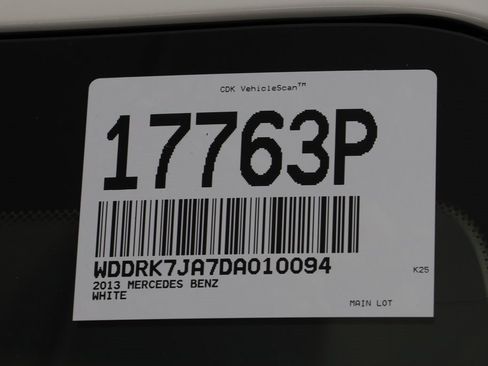 CDK VehicleScan™
17763P
WDDRK7JA7DA010094
K25
2013 MERCEDES BENZ
WHITE
MAIN LOT